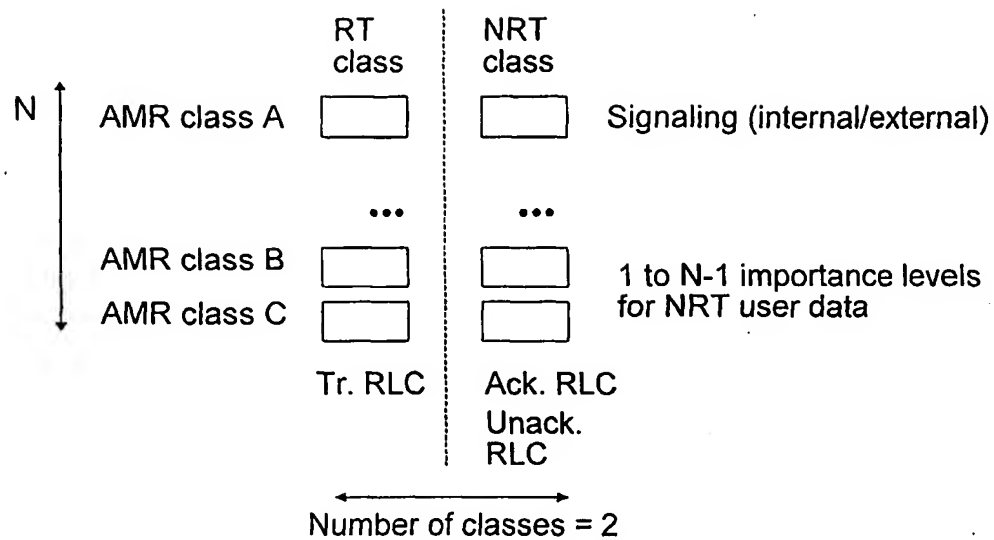 RT class
NRT class
N
AMR class A
Signaling (internal/external)
...
...
AMR class B
AMR class C
1 to N-1 importance levels
for NRT user data
Tr. RLC
Ack. RLC
Unack.
RLC
Number of classes = 2